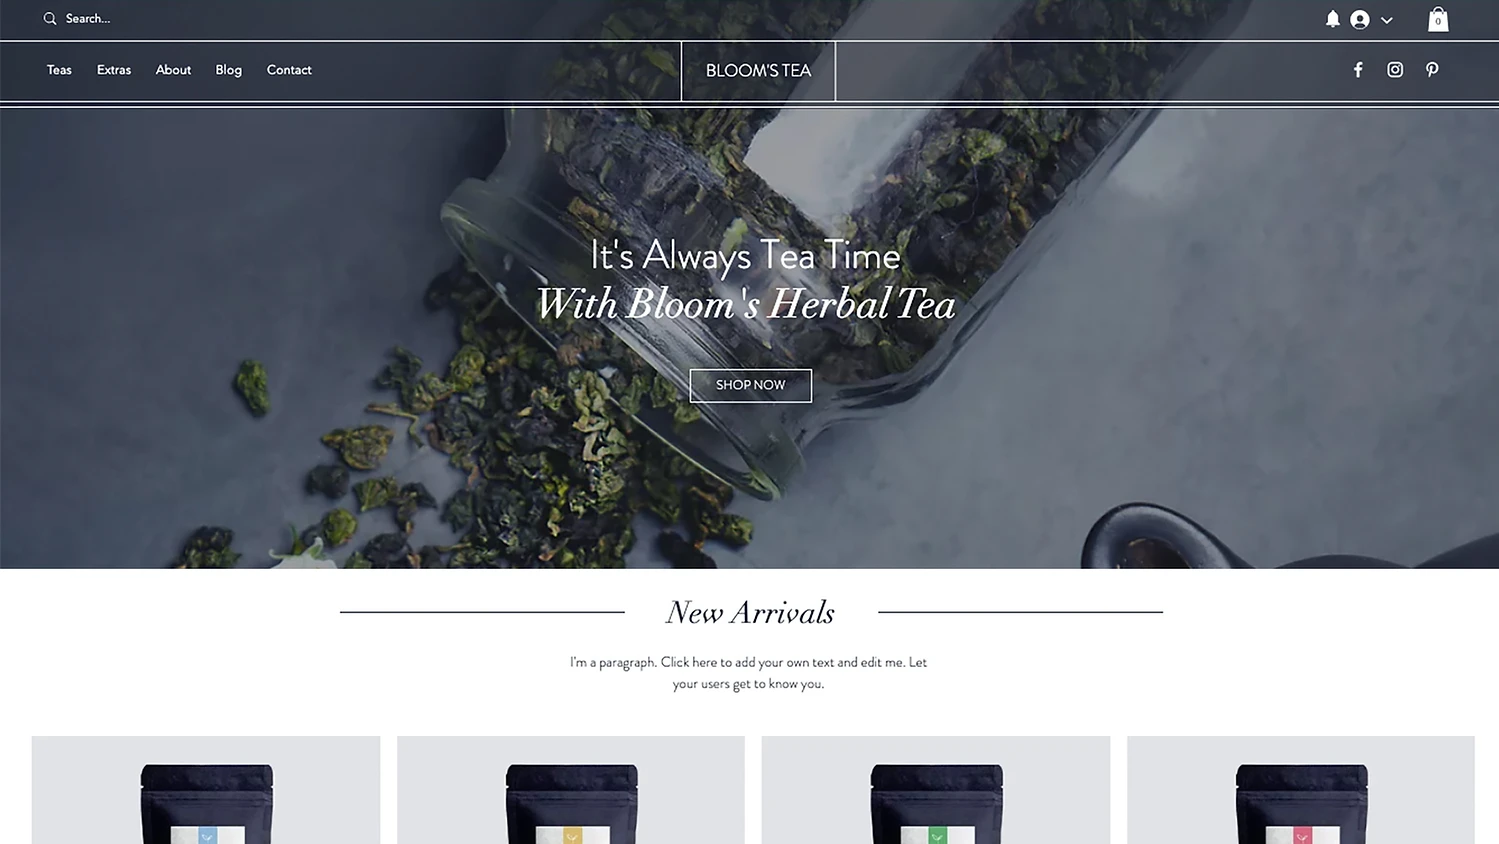 Search...
0
Teas Extras About Blog Contact
BLOOM'S TEA
It's Always Tea Time
With Bloom's Herbal Tea
SHOP NOW
New Arrivals
I'm a paragraph. Click here to add your own text and edit me. Let
your users get to know you.